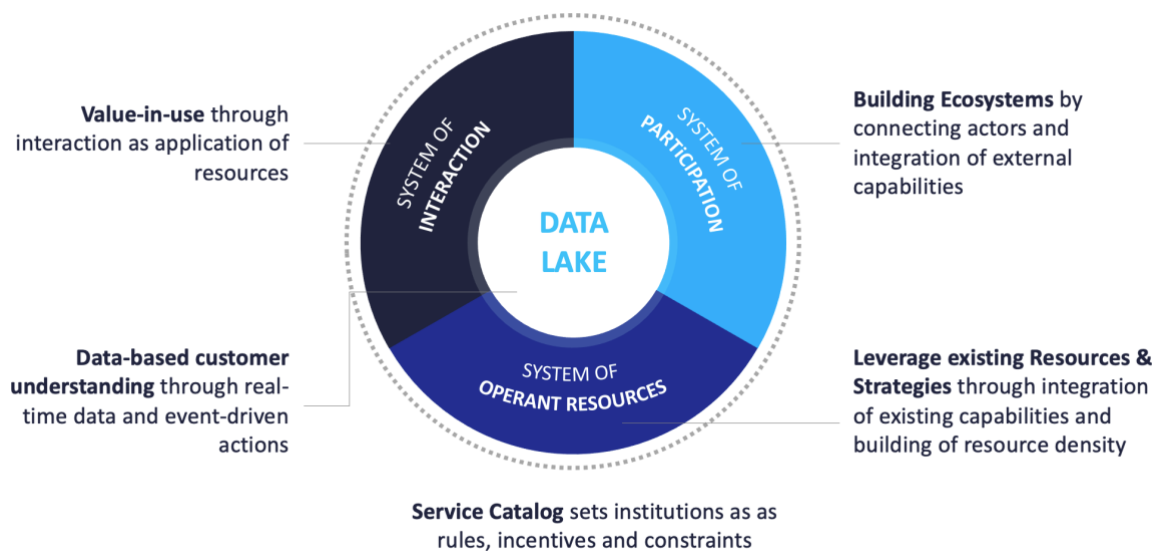 Value-in-use through
interaction as application of
resources
SYSTEM OF
INTERACTION
SYSTEM OF
PARTiCIPATION
Building Ecosystems by
connecting actors and
integration of external
capabilities
DATA
LAKE
Data-based customer
understanding through real-
time data and event-driven
actions
SYSTEM OF
OPERANT RESOURCES
Leverage existing Resources &
Strategies through integration
of existing capabilities and
building of resource density
Service Catalog sets institutions as as
rules, incentives and constraints